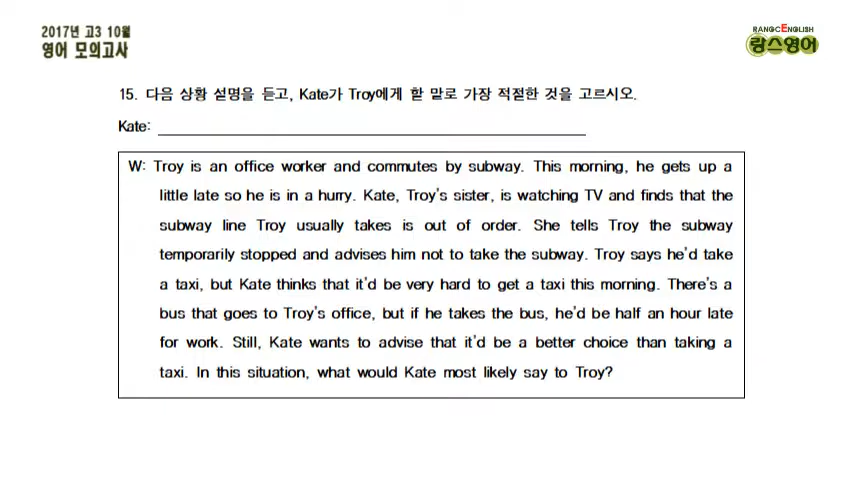 2017년 고3 10월
영어 모의고사
RANGCENGLISH
랑스영어
15. 다음 상황 설명을 듣고, Kate가 Troy에게 할 말로 가장 적절한 것을 고르시오.
Kate:
W: Troy is an office worker and commutes by subway. This morning, he gets up a
little late so he is in a hurry. Kate, Troy's sister, is watching TV and finds that the
subway line Troy usually takes is out of order. She tells Troy the subway
temporarily stopped and advises him not to take the subway. Troy says he'd take
a taxi, but Kate thinks that it'd be very hard to get a taxi this morning. There's a
bus that goes to Troy's office, but if he takes the bus, he'd be half an hour late
for work. Still, Kate wants to advise that it'd be a better choice than taking a
taxi. In this situation, what would Kate most likely say to Troy?